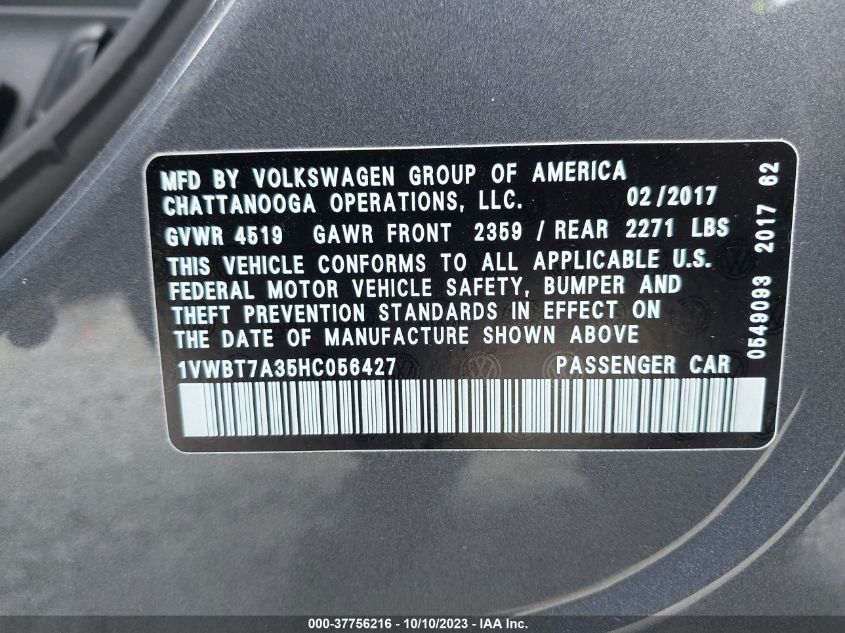 MFD BY VOLKSWAGEN GROUP OF AMERICA
CHATTANOOGA OPERATIONS, LLC. 02/2017
GVWR 4519 GAWR FRONT 2359 / REAR 2271 LBS
THIS VEHICLE CONFORMS TO ALL APPLICABLE U.S.
FEDERAL MOTOR VEHICLE SAFETY, BUMPER AND
THEFT PREVENTION STANDARDS IN EFFECT ON
THE DATE OF MANUFACTURE SHOWN ABOVE
1VWBT7A35HC056427 PASSENGER CAR
0549093 2017 62
000-37756216 - 10/10/2023 - IAA Inc.